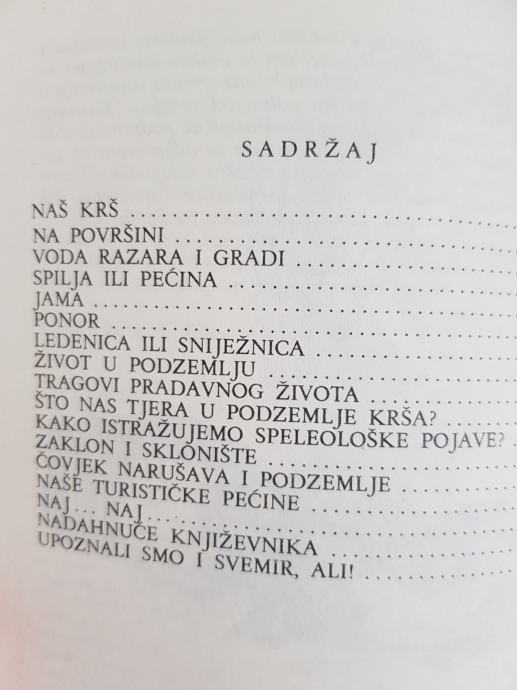 SADRŽAJ
NAŠ KRŠ
NA POVRŠINI
VODA RAZARA I GRADI
SPILJA ILI PEĆINA
JAMA
PONOR
LEDENICA ILI SNIJEŽNICA
ŽIVOT U PODZEMLJU
TRAGOVI PRADAVNOG ŽIVOTA
ŠTO NAS TJERA U PODZEMLJE KRŠA?
KAKO ISTRAŽUJEMO SPELEOLOŠKE POJAVE?
ZAKLON I SKLONIŠTE
ČOVJEK NARUŠAVA I PODZEMLJE
NAŠE TURISTIČKE PEĆINE
NAJ... NAJ
NADAHNUČE KNJIŽEVNIKA
UPOZNALI SMO I SVEMIR, ALI!